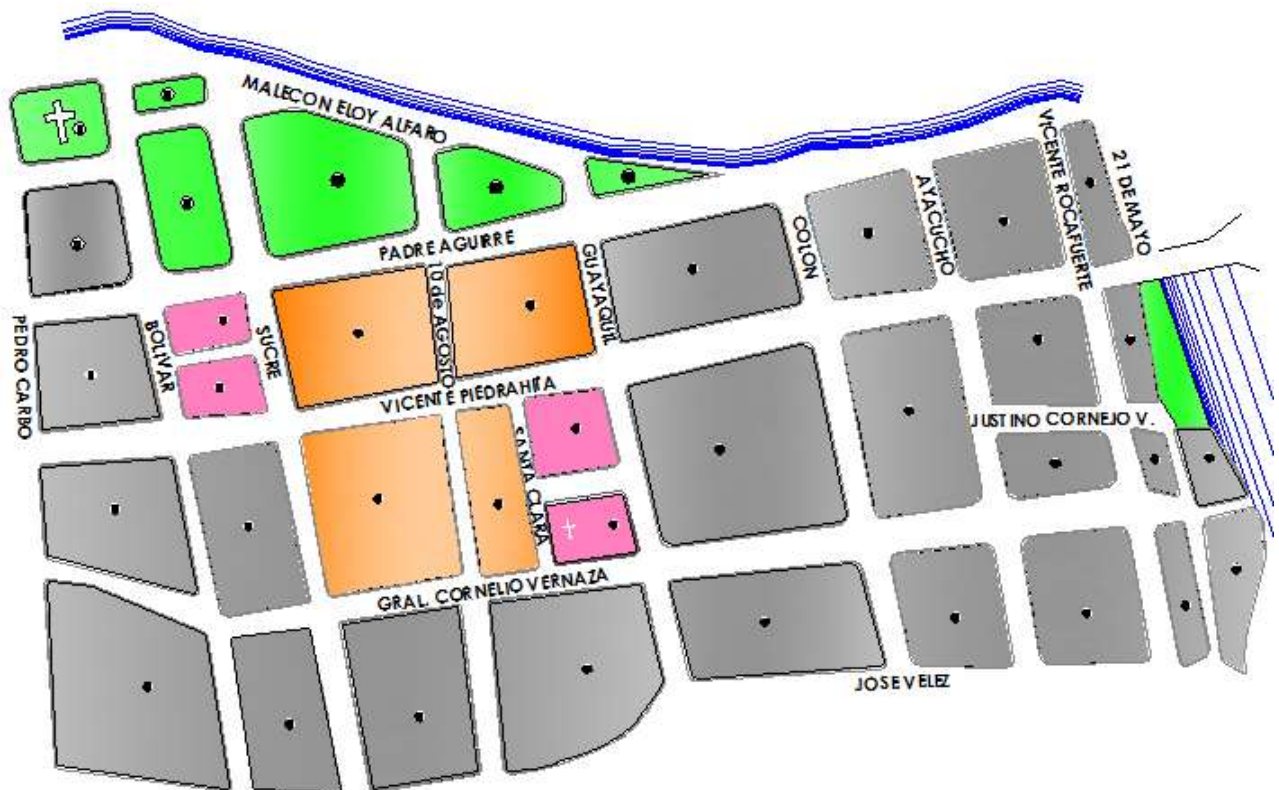 MALECON ELOY ALFARO
PADRE AGUIRRE
PEDRO CARBO
BOLIVAR
SUCRE
10 de AGOSTO
GUAYAQUIL
COLON
AYACUCHO
VICENTE ROCAFUERTE
21 DE MAYO
VICENTE PIEDRAHITA
SANTA CLARA
JUSTINO CORNEJO V.
GRAL. CORNELIO VERNAZA
JOSE VELEZ